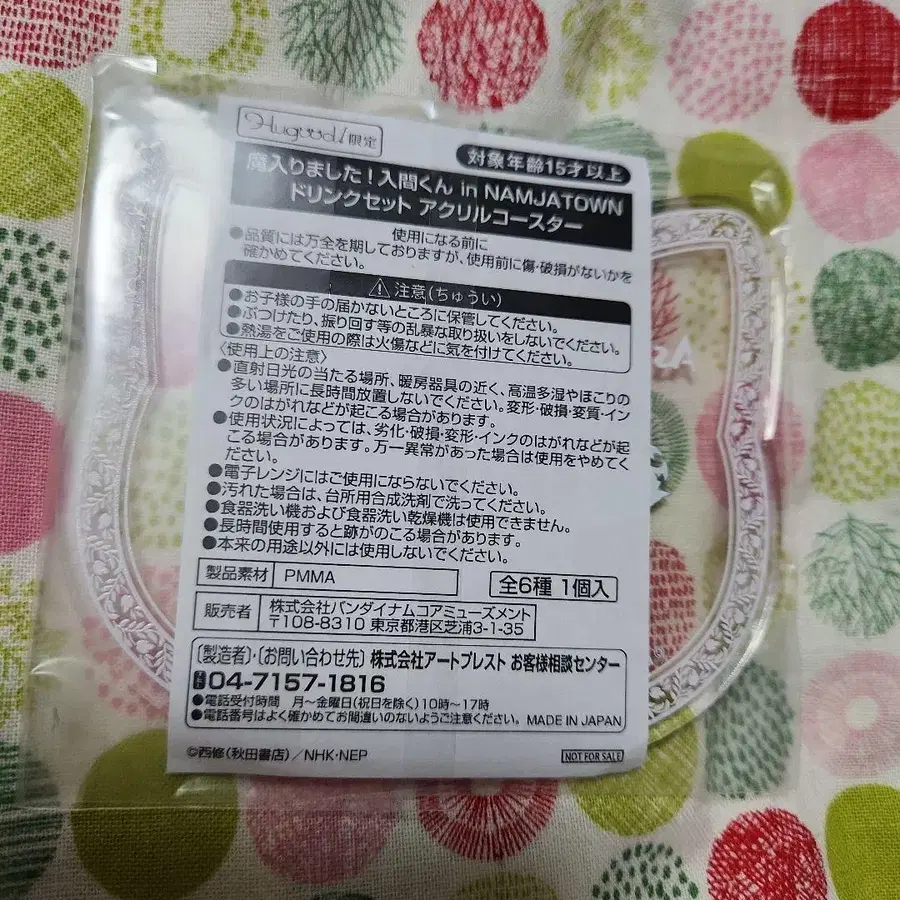 Hugood!限定
対象年齢15才以上
魔入りました!入間くん in NAMJATOWN
ドリンクセット アクリルコースター
使用になる前に
●品質には万全を期しておりますが、使用前に傷・破損がないかを
確かめてください。
⚠注意(ちゅうい)
●お子様の手の届かないところに保管してください。
●ぶつけたり、振り回す等の乱暴な取り扱いをしないでください。
●熱湯をご使用の際は火傷などに気を付けてください。
〈使用上の注意〉
●直射日光の当たる場所、暖房器具の近く、高温多湿やほこりの
多い場所に長時間放置しないでください。変形・破損・変質・イン
クのはがれなどが起こる場合があります。
●使用状況によっては、劣化・破損・変形・インクのはがれなどが起
こる場合があります。万一異常があった場合は使用をやめてく
ださい。
●電子レンジにはご使用にならないでください。
●汚れた場合は、台所用合成洗剤で洗ってください。
●食器洗い機および食器洗い乾燥機は使用できません。
●長時間使用すると跡がのこる場合があります。
●本来の用途以外には使用しないでください。
製品素材 PMMA
全6種 1個入
販売者 株式会社バンダイナムコアミューズメント
〒108-8310 東京都港区芝浦3-1-35
〔製造者〕・〔お問い合わせ先〕株式会社アートプレスト お客様相談センター
04-7157-1816
●電話受付時間 月～金曜日(祝日を除く)10時～17時
●電話番号はよく確かめてお間違いのないようご注意ください。 MADE IN JAPAN
©西修(秋田書店)/NHK・NEP
NOT FOR SALE